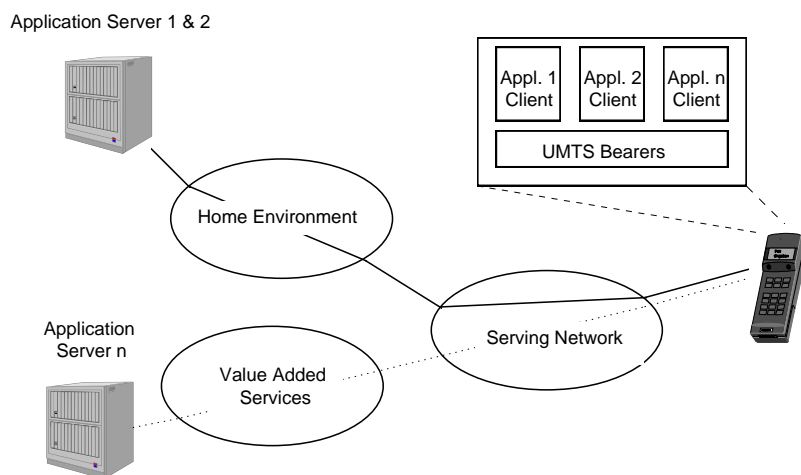 Application Server 1 & 2
Appl. 1
Client
Appl. 2
Client
Appl. n
Client
UMTS Bearers
Home Environment
Application
Server n
Serving Network
Value Added
Services